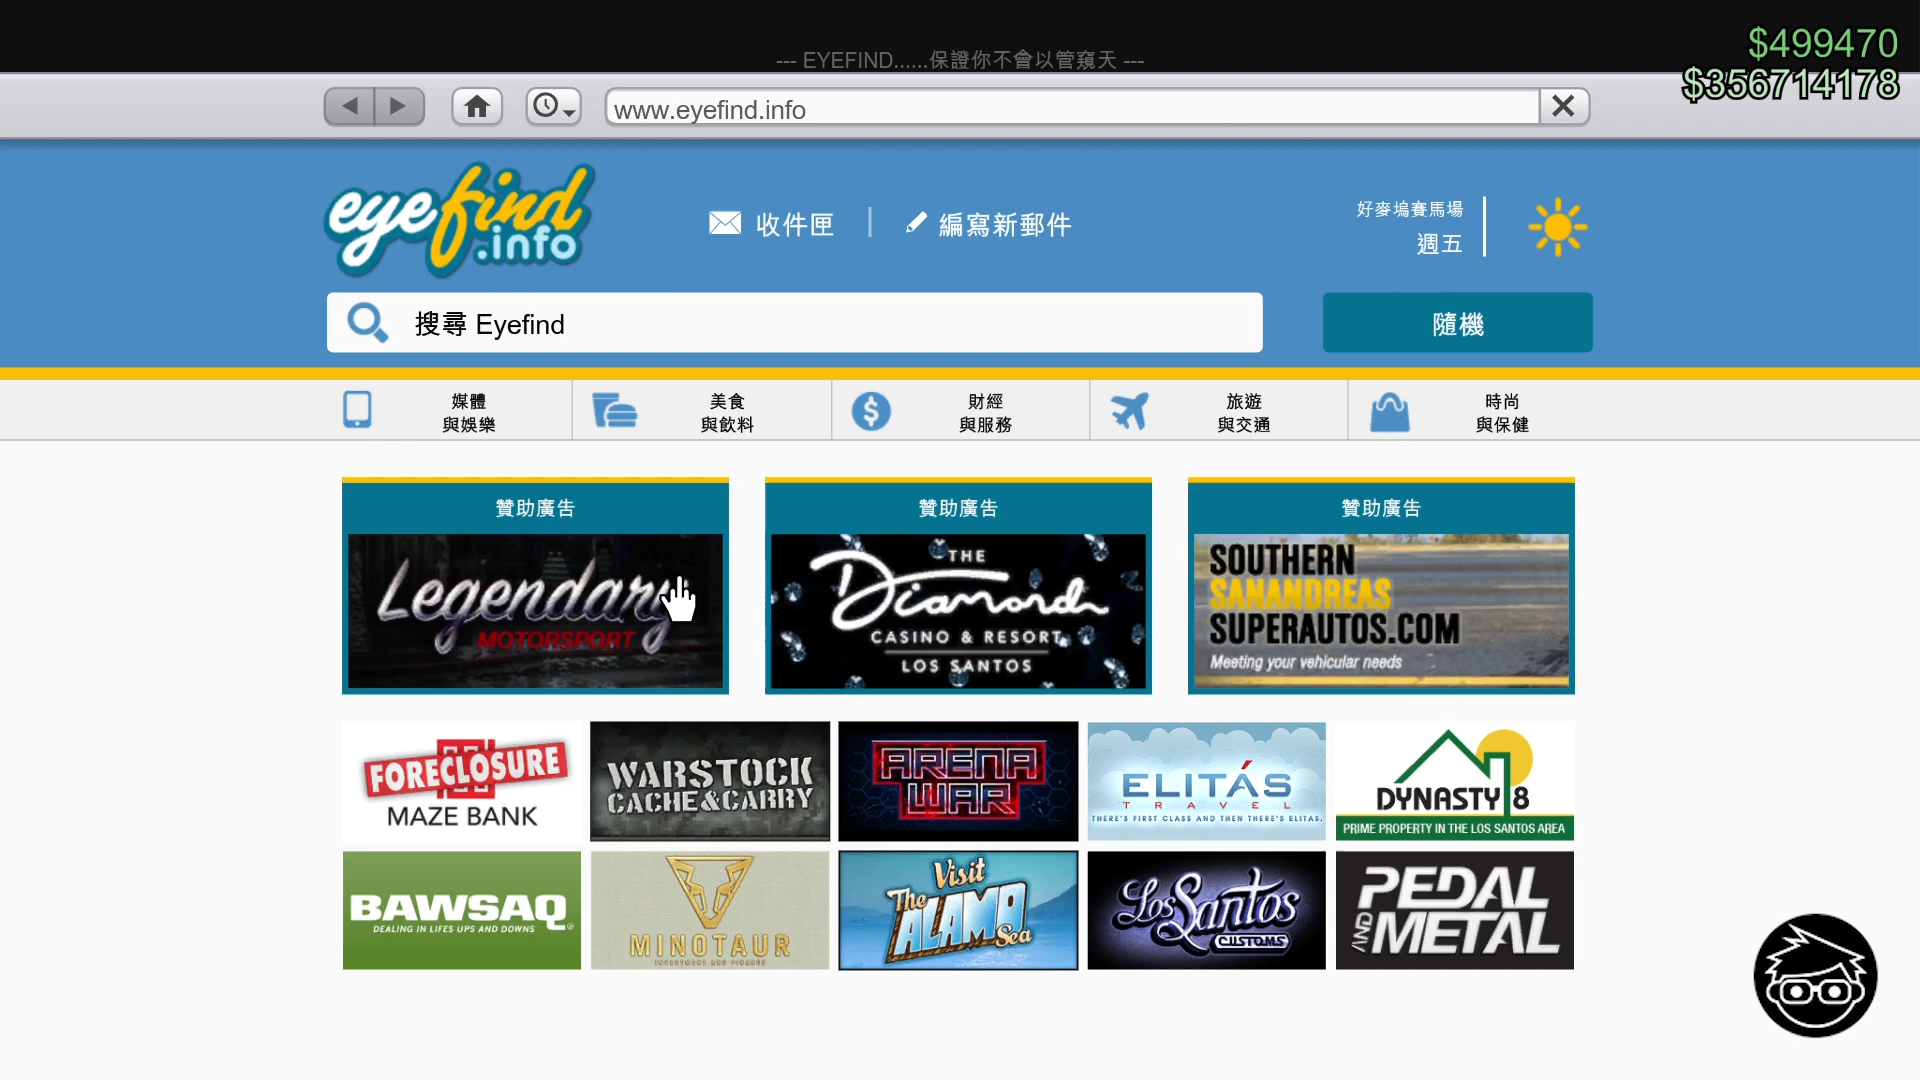 $499470
--- EYEFIND......保證你不會以管窺天 ---
$356714178
www.eyefind.info
eyefind
.info
收件匣
編寫新郵件
好麥塢賽馬場
週五
搜尋 Eyefind
隨機
媒體
與娛樂
美食
與飲料
財經
與服務
旅遊
與交通
時尚
與保健
贊助廣告
Legendary
MOTORSPORT
贊助廣告
THE
Diamond
CASINO & RESORT
LOS SANTOS
贊助廣告
SOUTHERN
SANANDREAS
SUPERAUTOS.COM
Meeting your vehicular needs
FORECLOSURE
MAZE BANK
WARSTOCK
CACHE&CARRY
ARENA
WAR
ELITÁS
TRAVEL
THERE'S FIRST CLASS AND THEN THERE'S ELITAS.
DYNASTY 8
PRIME PROPERTY IN THE LOS SANTOS AREA
BAWSAQ
DEALING IN LIFES UPS AND DOWNS
MINOTAUR
INVESTMENT AND FINANCE
Visit
The
ALAMO
Sea
Los Santos
CUSTOMS
PEDAL
AND
METAL